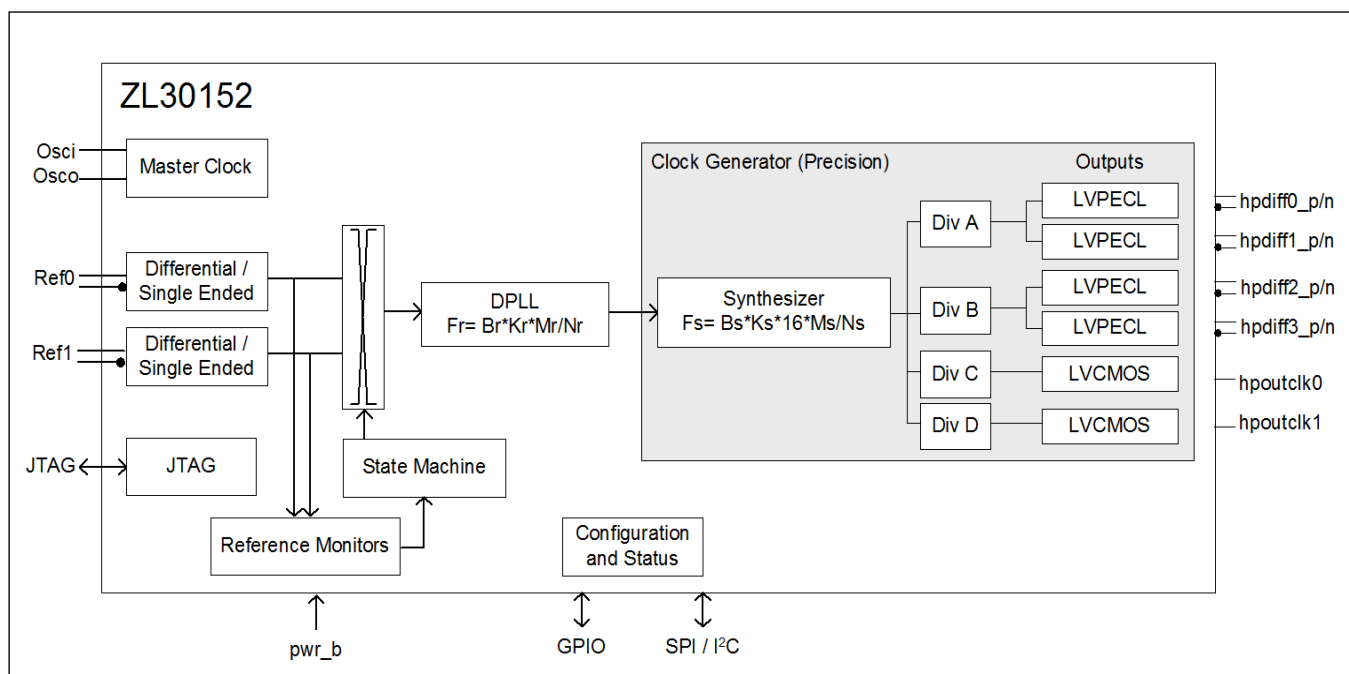 ZL30152
Osci
Osco
Master Clock
Clock Generator (Precision)
Outputs
Div A
LVPECL
LVPECL
hpdiff0_p/n
hpdiff1_p/n
Ref0
Differential /
Single Ended
DPLL
Fr= Br*Kr*Mr/Nr
Synthesizer
Fs= Bs*Ks*16*Ms/Ns
Div B
LVPECL
LVPECL
hpdiff2_p/n
hpdiff3_p/n
Ref1
Differential /
Single Ended
Div C
LVCMOS
hpoutclk0
Div D
LVCMOS
hpoutclk1
JTAG
JTAG
State Machine
Reference Monitors
Configuration
and Status
pwr_b
GPIO
SPI / I²C